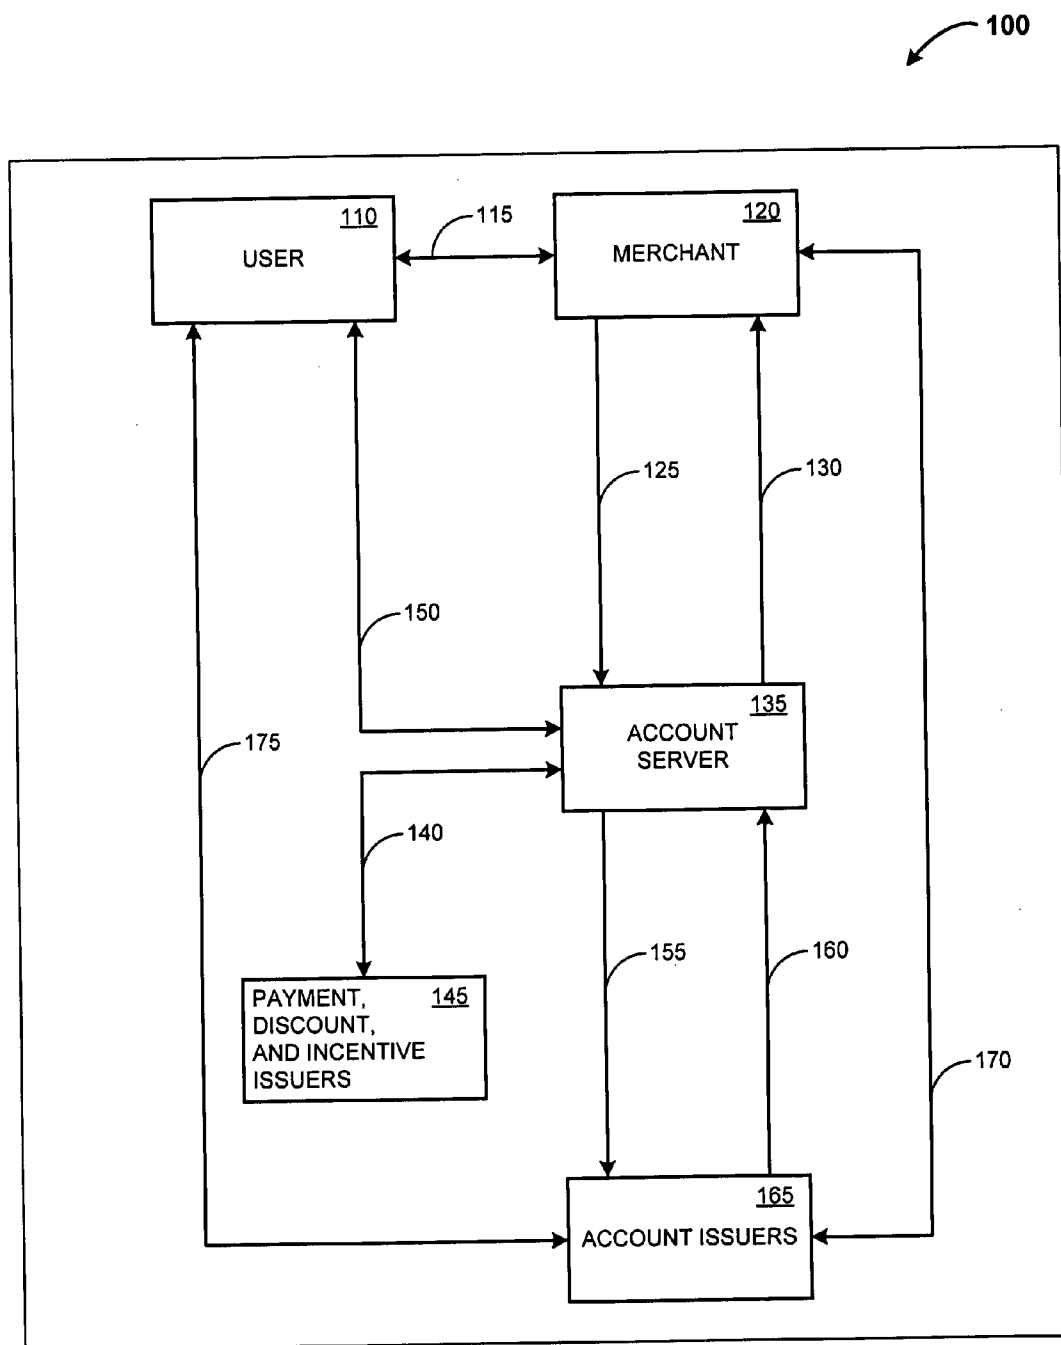 100
110
USER
115
120
MERCHANT
125
130
150
135
ACCOUNT
SERVER
175
140
155
160
145
PAYMENT,
DISCOUNT,
AND INCENTIVE
ISSUERS
170
165
ACCOUNT ISSUERS